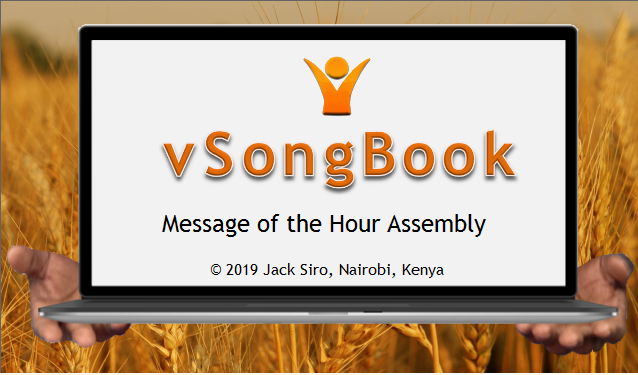 vSongBook
Message of the Hour Assembly
© 2019 Jack Siro, Nairobi, Kenya